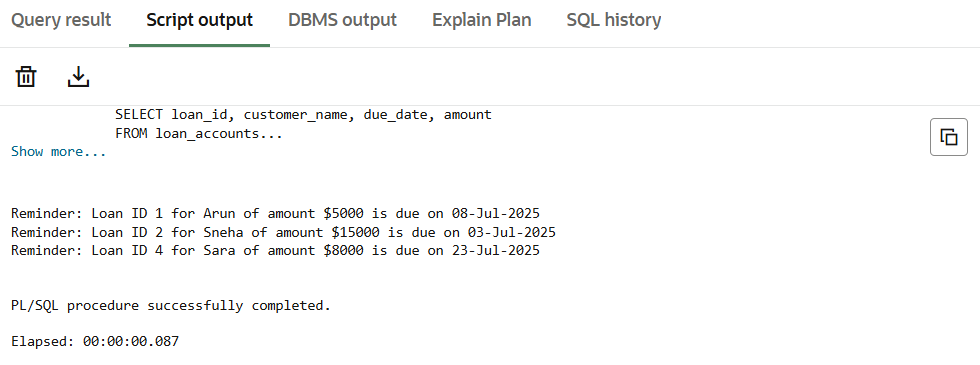 Query result Script output DBMS output Explain Plan SQL history
SELECT loan_id, customer_name, due_date, amount
FROM loan_accounts...
Show more...
Reminder: Loan ID 1 for Arun of amount $5000 is due on 08-Jul-2025
Reminder: Loan ID 2 for Sneha of amount $15000 is due on 03-Jul-2025
Reminder: Loan ID 4 for Sara of amount $8000 is due on 23-Jul-2025
PL/SQL procedure successfully completed.
Elapsed: 00:00:00.087